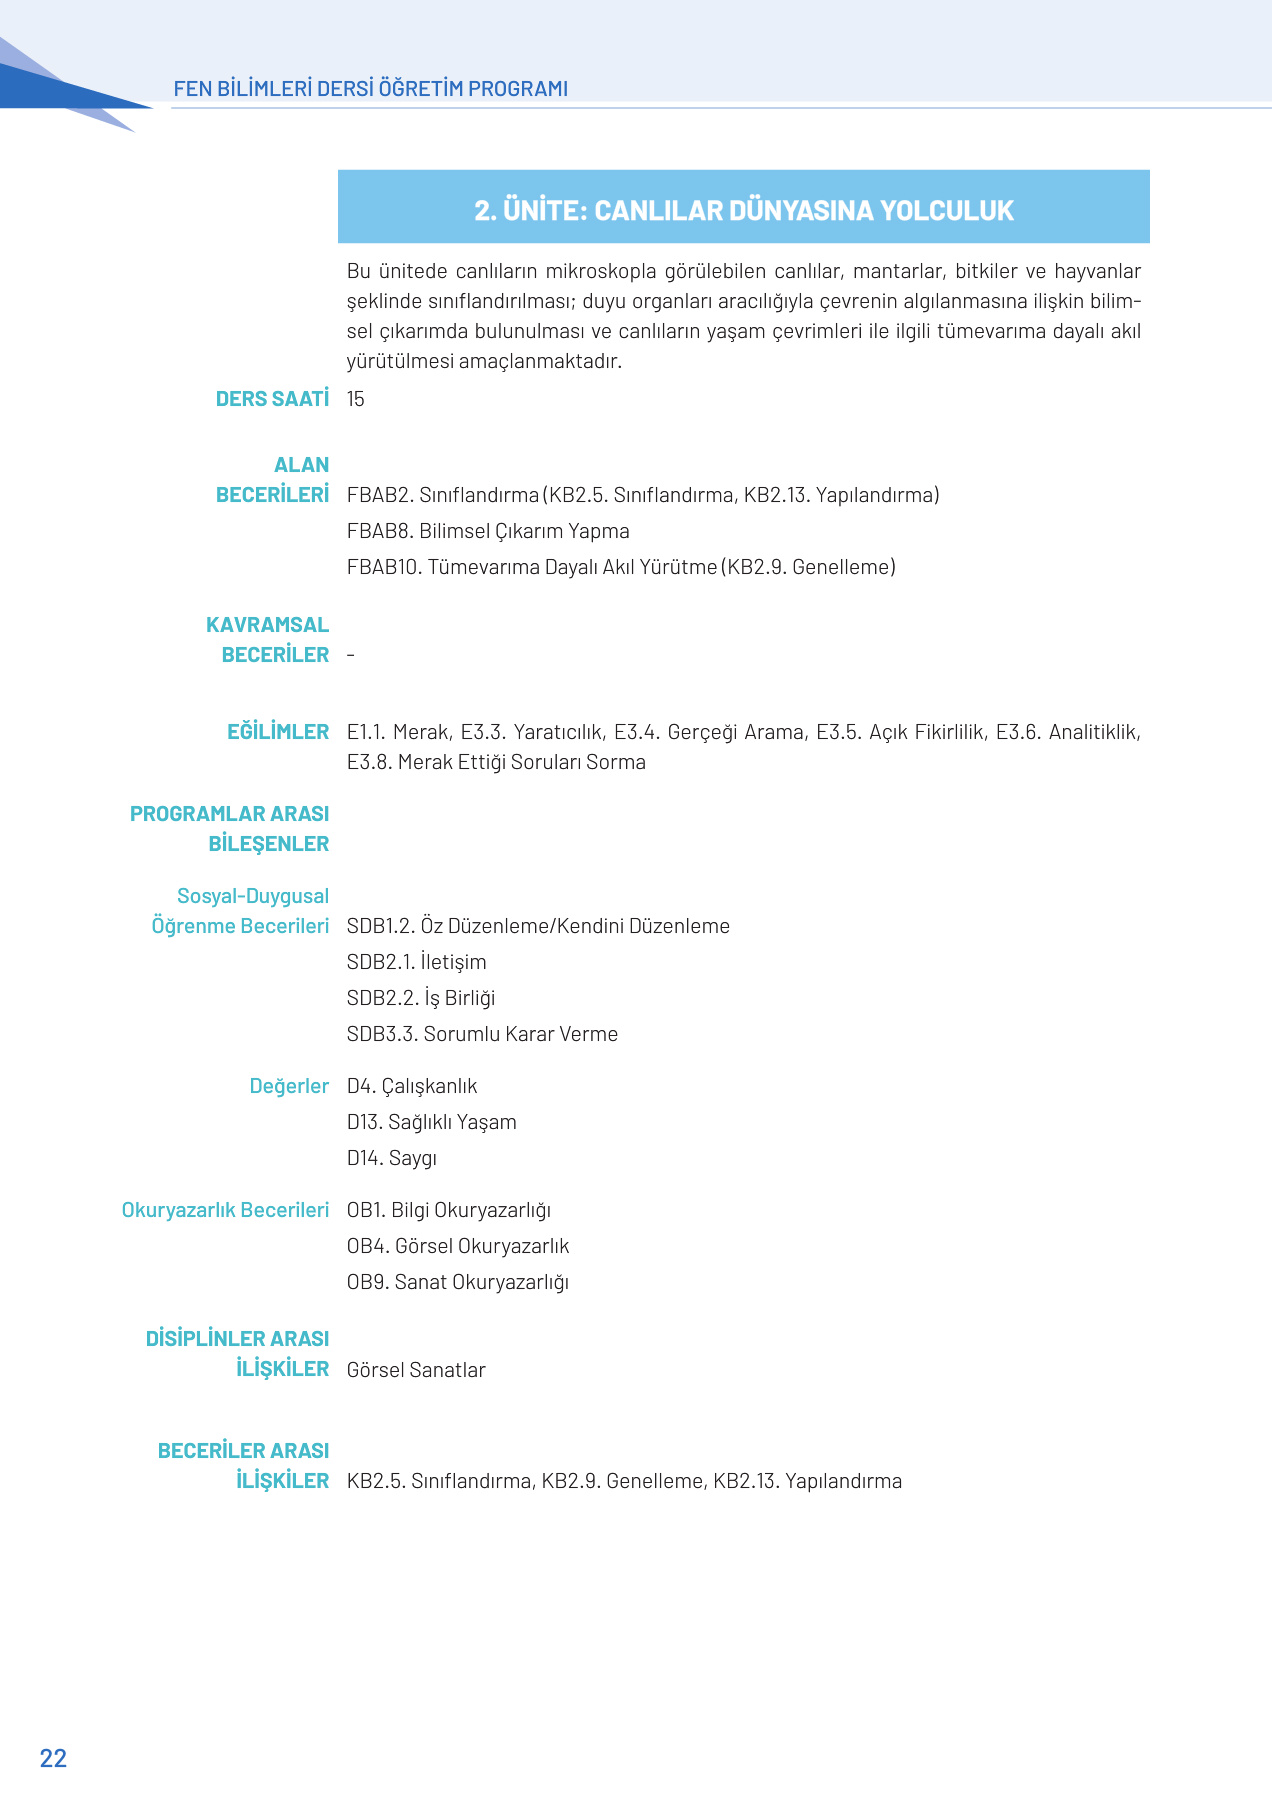 FEN BİLİMLERİ DERSİ ÖĞRETİM PROGRAMI
2. ÜNİTE: CANLILAR DÜNYASINA YOLCULUK
Bu ünitede canlıların mikroskopla görülebilen canlılar, mantarlar, bitkiler ve hayvanlar
şeklinde sınıflandırılması; duyu organları aracılığıyla çevrenin algılanmasına ilişkin bilim-
sel çıkarımda bulunulması ve canlıların yaşam çevrimleri ile ilgili tümevarıma dayalı akıl
yürütülmesi amaçlanmaktadır.
DERS SAATİ 15
ALAN
BECERİLERİ FBAB2. Sınıflandırma (KB2.5. Sınıflandırma, KB2.13. Yapılandırma)
FBAB8. Bilimsel Çıkarım Yapma
FBAB10. Tümevarıma Dayalı Akıl Yürütme (KB2.9. Genelleme)
KAVRAMSAL
BECERİLER -
EĞİLİMLER E1.1. Merak, E3.3. Yaratıcılık, E3.4. Gerçeği Arama, E3.5. Açık Fikirlilik, E3.6. Analitiklik,
E3.8. Merak Ettiği Soruları Sorma
PROGRAMLAR ARASI
BİLEŞENLER
Sosyal-Duygusal
Öğrenme Becerileri SDB1.2. Öz Düzenleme/Kendini Düzenleme
SDB2.1. İletişim
SDB2.2. İş Birliği
SDB3.3. Sorumlu Karar Verme
Değerler D4. Çalışkanlık
D13. Sağlıklı Yaşam
D14. Saygı
Okuryazarlık Becerileri OB1. Bilgi Okuryazarlığı
OB4. Görsel Okuryazarlık
OB9. Sanat Okuryazarlığı
DİSİPLİNLER ARASI
İLİŞKİLER Görsel Sanatlar
BECERİLER ARASI
İLİŞKİLER KB2.5. Sınıflandırma, KB2.9. Genelleme, KB2.13. Yapılandırma
22